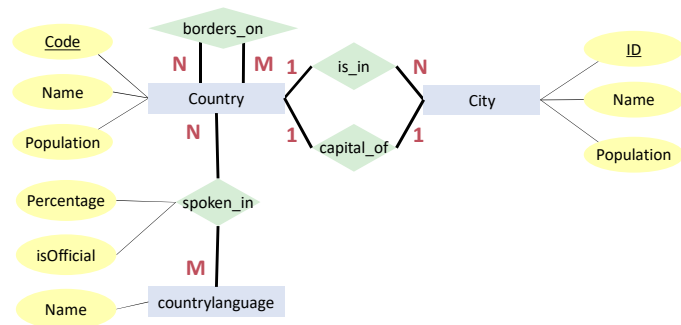 borders_on
Code
ID
N
M
1
is_in
N
Name
Country
City
Name
Population
N
1
capital_of
1
Population
Percentage
spoken_in
isOfficial
M
Name
countrylanguage